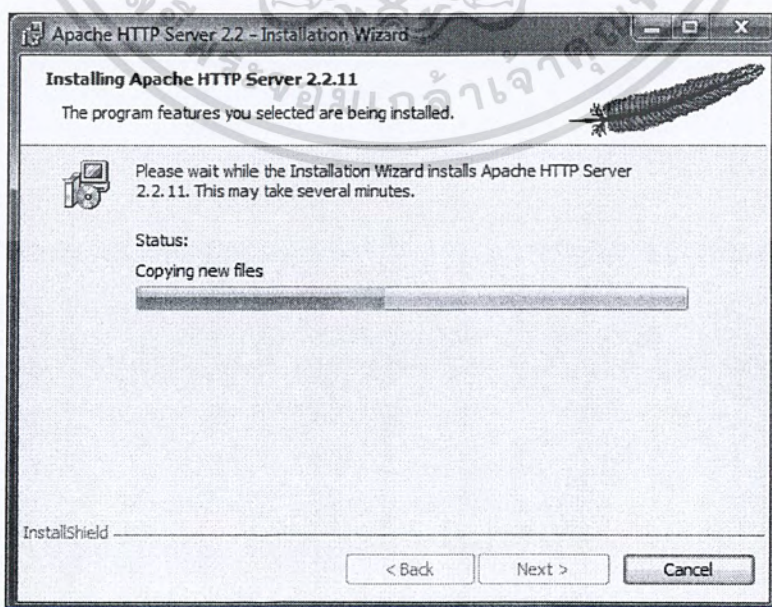 Apache HTTP Server 2.2 - Installation Wizard
Installing Apache HTTP Server 2.2.11
The program features you selected are being installed.
Please wait while the Installation Wizard installs Apache HTTP Server
2.2.11. This may take several minutes.
Status:
Copying new files
InstallShield
< Back
Next >
Cancel